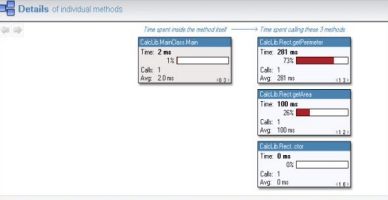 Details of individual methods
Time spent inside the method itself
Time spent calling these 3 methods
CalcLib.MainClass.Main
Time: 2 ms
1%
Calls: 1
Avg: 2.0 ms
CalcLib.Rect.getPerimeter
Time: 281 ms
73%
Calls: 1
Avg: 281 ms
CalcLib.Rect.getArea
Time: 100 ms
26%
Calls: 1
Avg: 100 ms
CalcLib.Rect..ctor
Time: 0 ms
0%
Calls: 1
Avg: 0 ms